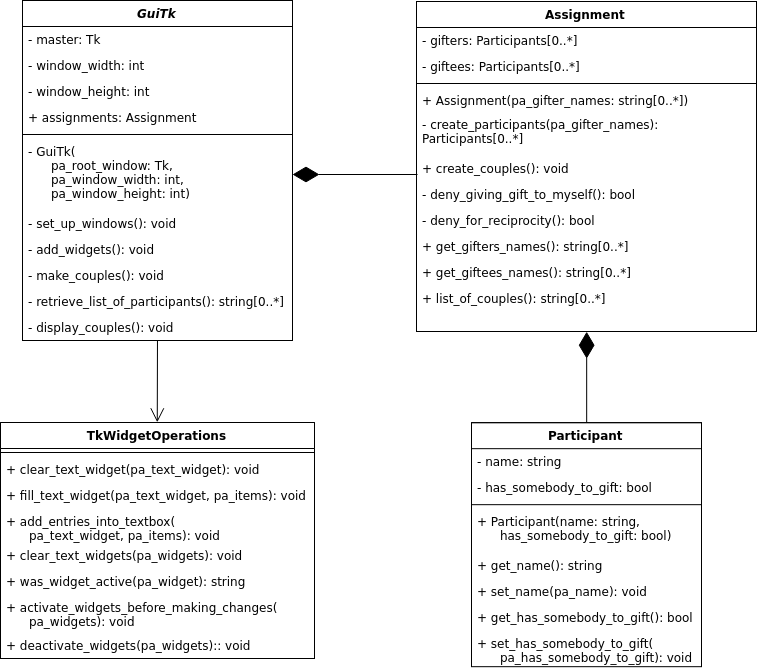 GuiTk
- master: Tk
- window_width: int
- window_height: int
+ assignments: Assignment
- GuiTk(
pa_root_window: Tk,
pa_window_width: int,
pa_window_height: int)
- set_up_windows(): void
- add_widgets(): void
- make_couples(): void
- retrieve_list_of_participants(): string[0..*]
- display_couples(): void
Assignment
- gifters: Participants[0..*]
- giftees: Participants[0..*]
+ Assignment(pa_gifter_names: string[0..*])
- create_participants(pa_gifter_names):
Participants[0..*]
+ create_couples(): void
- deny_giving_gift_to_myself(): bool
- deny_for_reciprocity(): bool
+ get_gifters_names(): string[0..*]
+ get_giftees_names(): string[0..*]
+ list_of_couples(): string[0..*]
TkWidgetOperations
+ clear_text_widget(pa_text_widget): void
+ fill_text_widget(pa_text_widget, pa_items): void
+ add_entries_into_textbox(
pa_text_widget, pa_items): void
+ clear_text_widgets(pa_widgets): void
+ was_widget_active(pa_widget): string
+ activate_widgets_before_making_changes(
pa_widgets): void
+ deactivate_widgets(pa_widgets):: void
Participant
- name: string
- has_somebody_to_gift: bool
+ Participant(name: string,
has_somebody_to_gift: bool)
+ get_name(): string
+ set_name(pa_name): void
+ get_has_somebody_to_gift(): bool
+ set_has_somebody_to_gift(
pa_has_somebody_to_gift): void